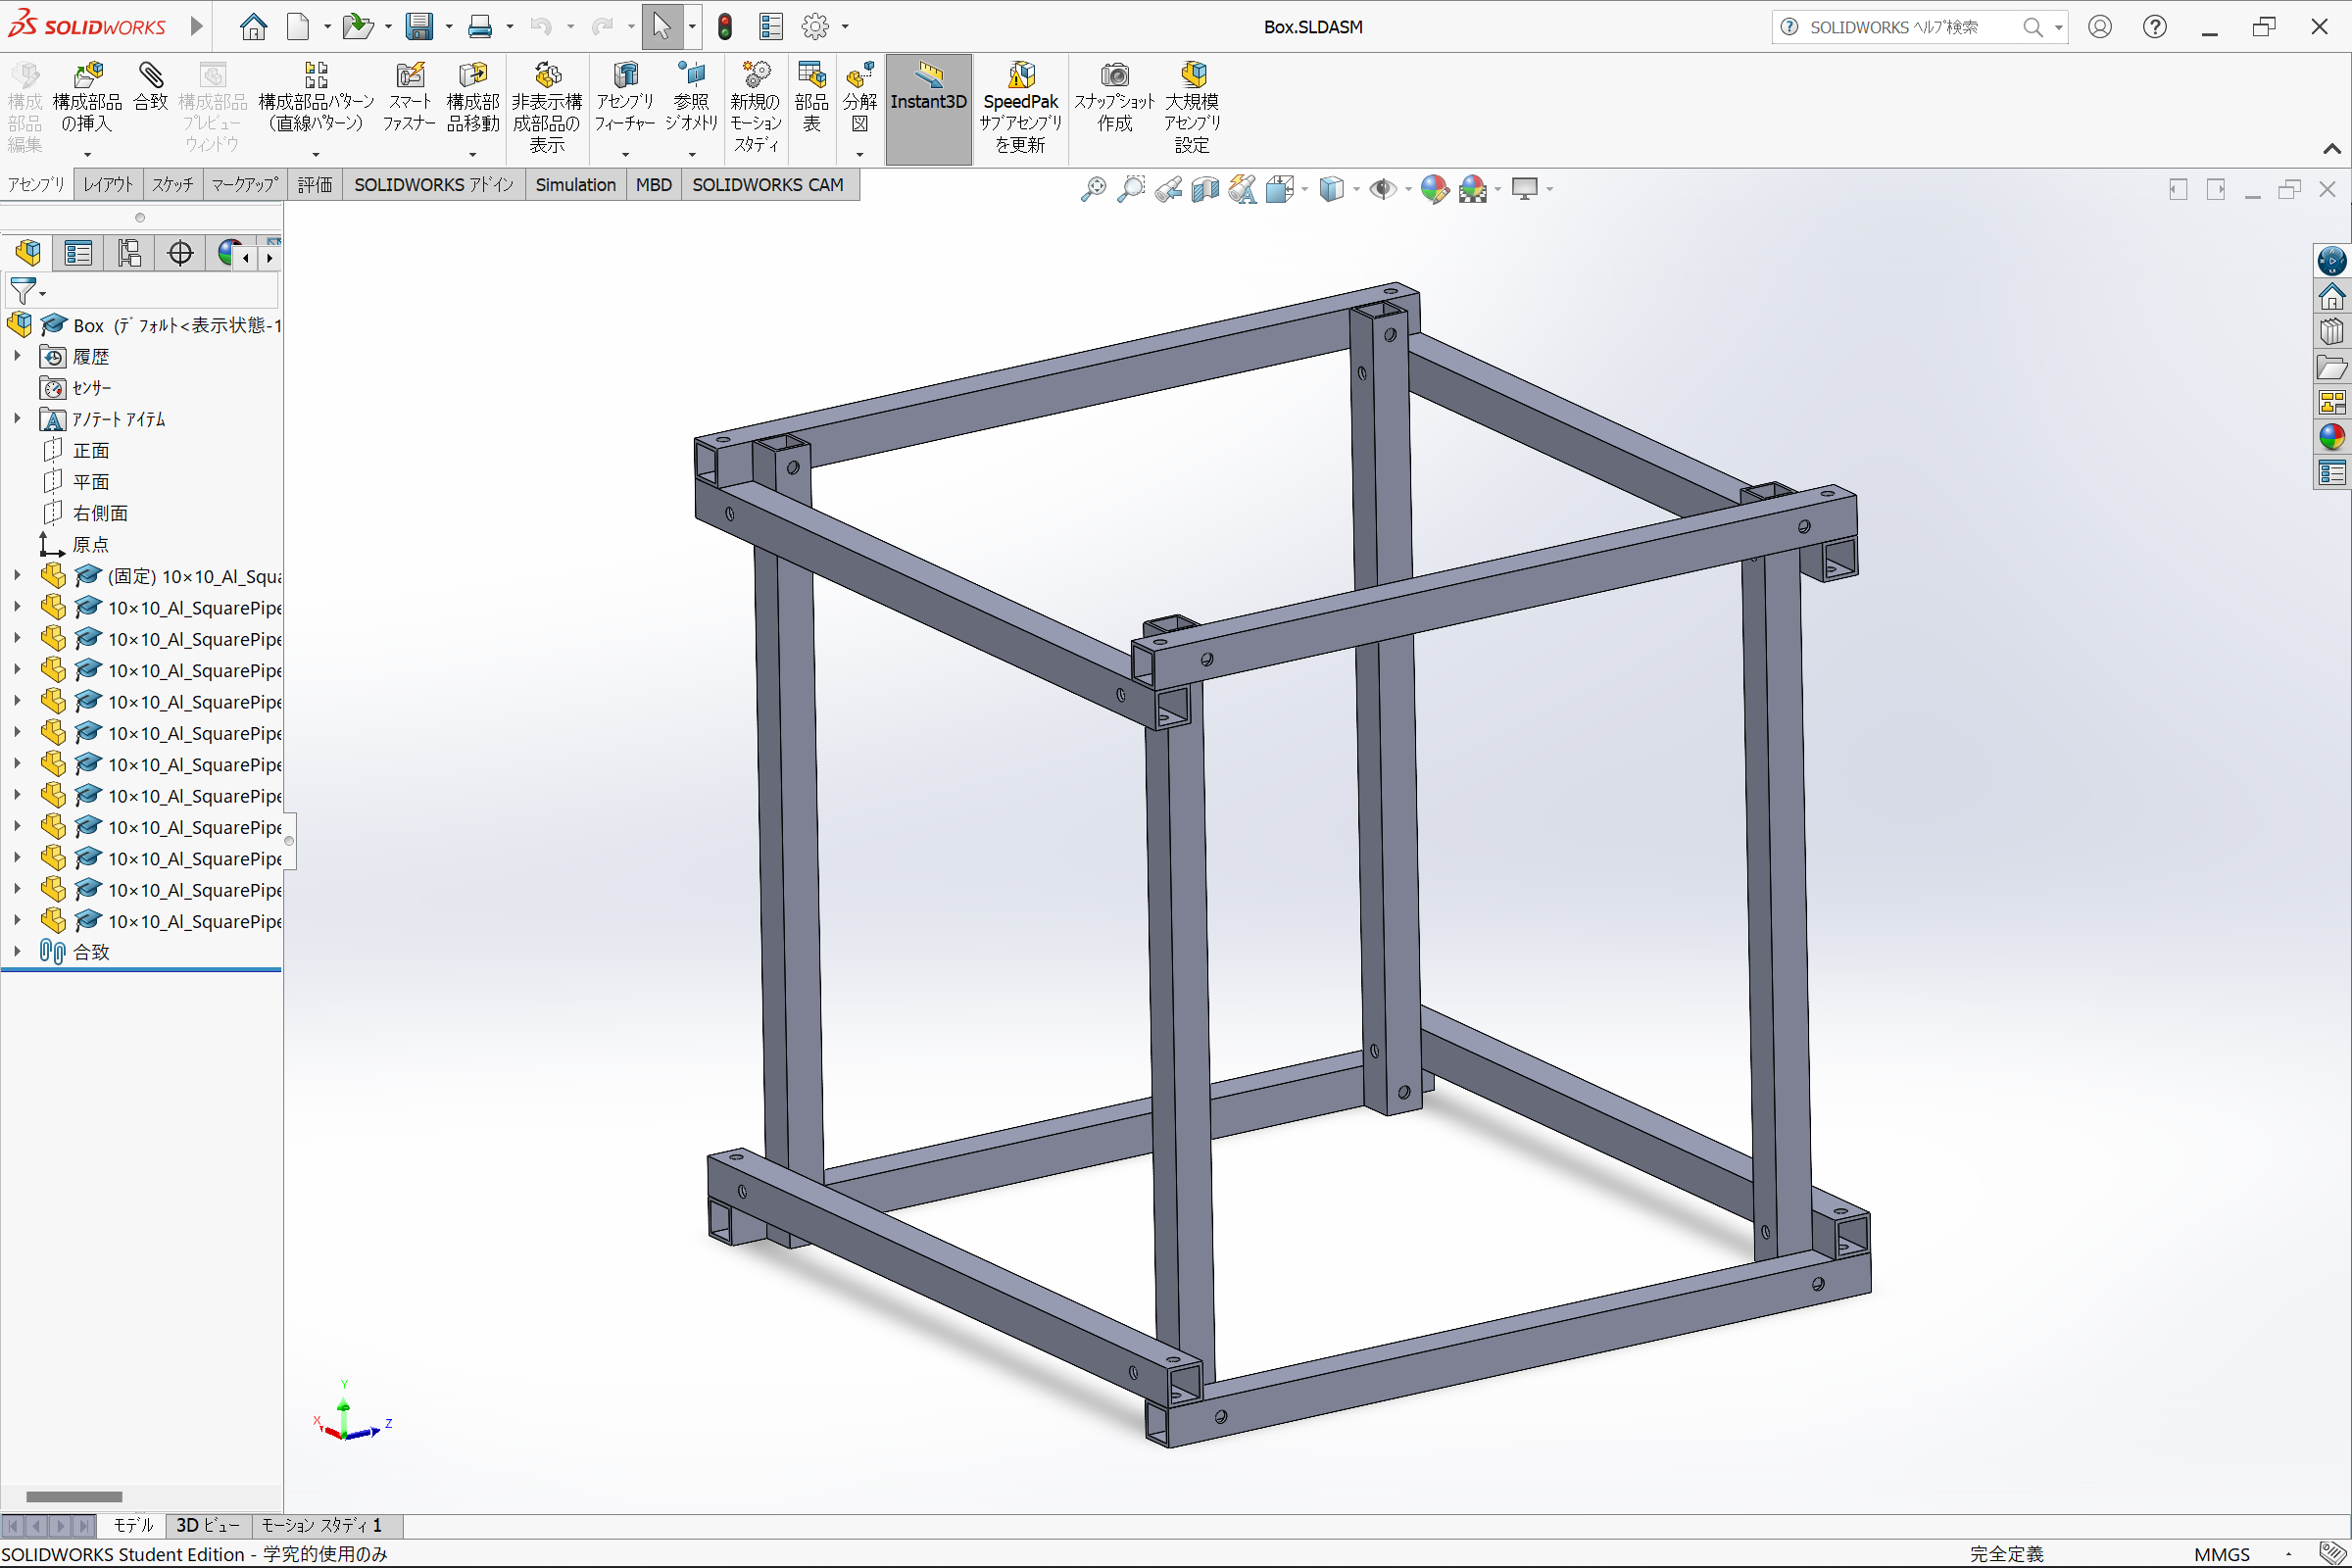 SOLIDWORKS
Box.SLDASM
SOLIDWORKS ヘルプ検索
構成部品編集
構成部品の挿入
合致
構成部品プレビューウィンドウ
構成部品パターン(直線パターン)
スマートファスナー
構成部品移動
非表示構成部品の表示
アセンブリフィーチャー
参照ジオメトリ
新規のモーションスタディ
部品表
分解図
Instant3D
SpeedPakサブアセンブリを更新
スナップショット作成
大規模アセンブリ設定
アセンブリ
レイアウト
スケッチ
マークアップ
評価
SOLIDWORKS アドイン
Simulation
MBD
SOLIDWORKS CAM
Box (デフォルト<表示状態-1
履歴
センサー
アノテート アイテム
正面
平面
右側面
原点
(固定) 10×10_Al_Squa
10×10_Al_SquarePipe
10×10_Al_SquarePipe
10×10_Al_SquarePipe
10×10_Al_SquarePipe
10×10_Al_SquarePipe
10×10_Al_SquarePipe
10×10_Al_SquarePipe
10×10_Al_SquarePipe
10×10_Al_SquarePipe
10×10_Al_SquarePipe
10×10_Al_SquarePipe
合致
Y
X
Z
モデル
3D ビュー
モーション スタディ 1
SOLIDWORKS Student Edition - 学究的使用のみ
完全定義
MMGS